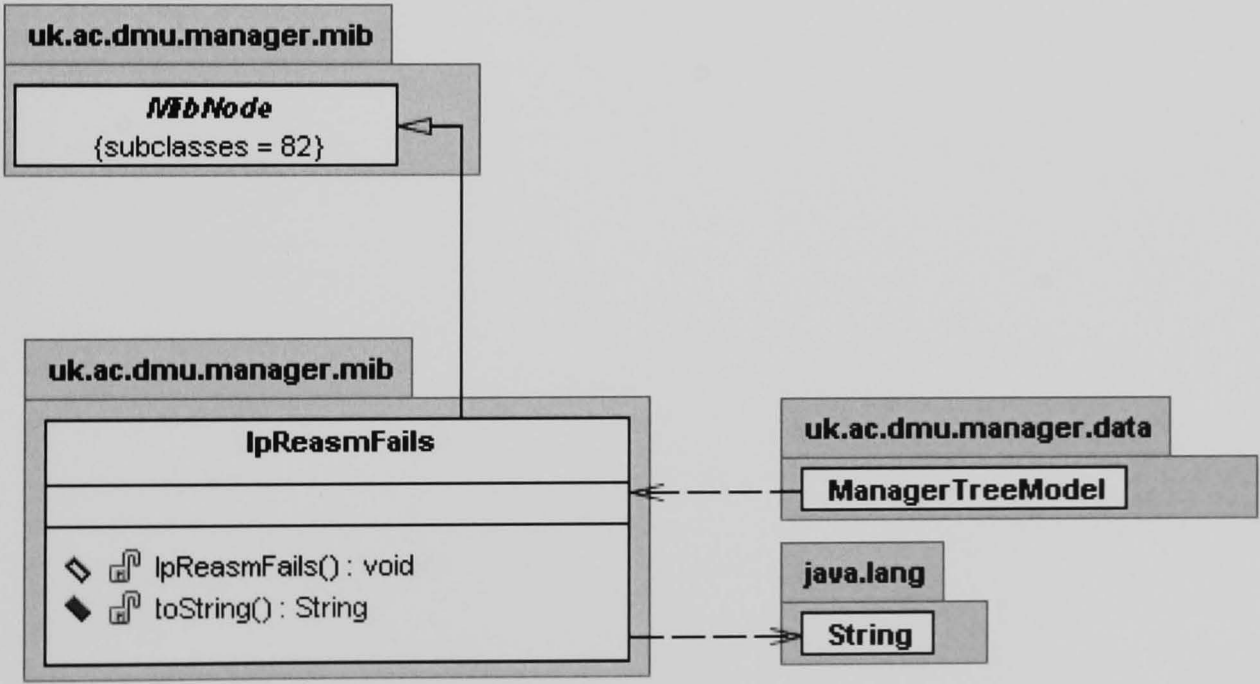 uk.ac.dmu.manager.mib
MibNode
{subclasses = 82}
uk.ac.dmu.manager.mib
IpReasmFails
IpReasmFails() : void
toString() : String
uk.ac.dmu.manager.data
ManagerTreeModel
java.lang
String